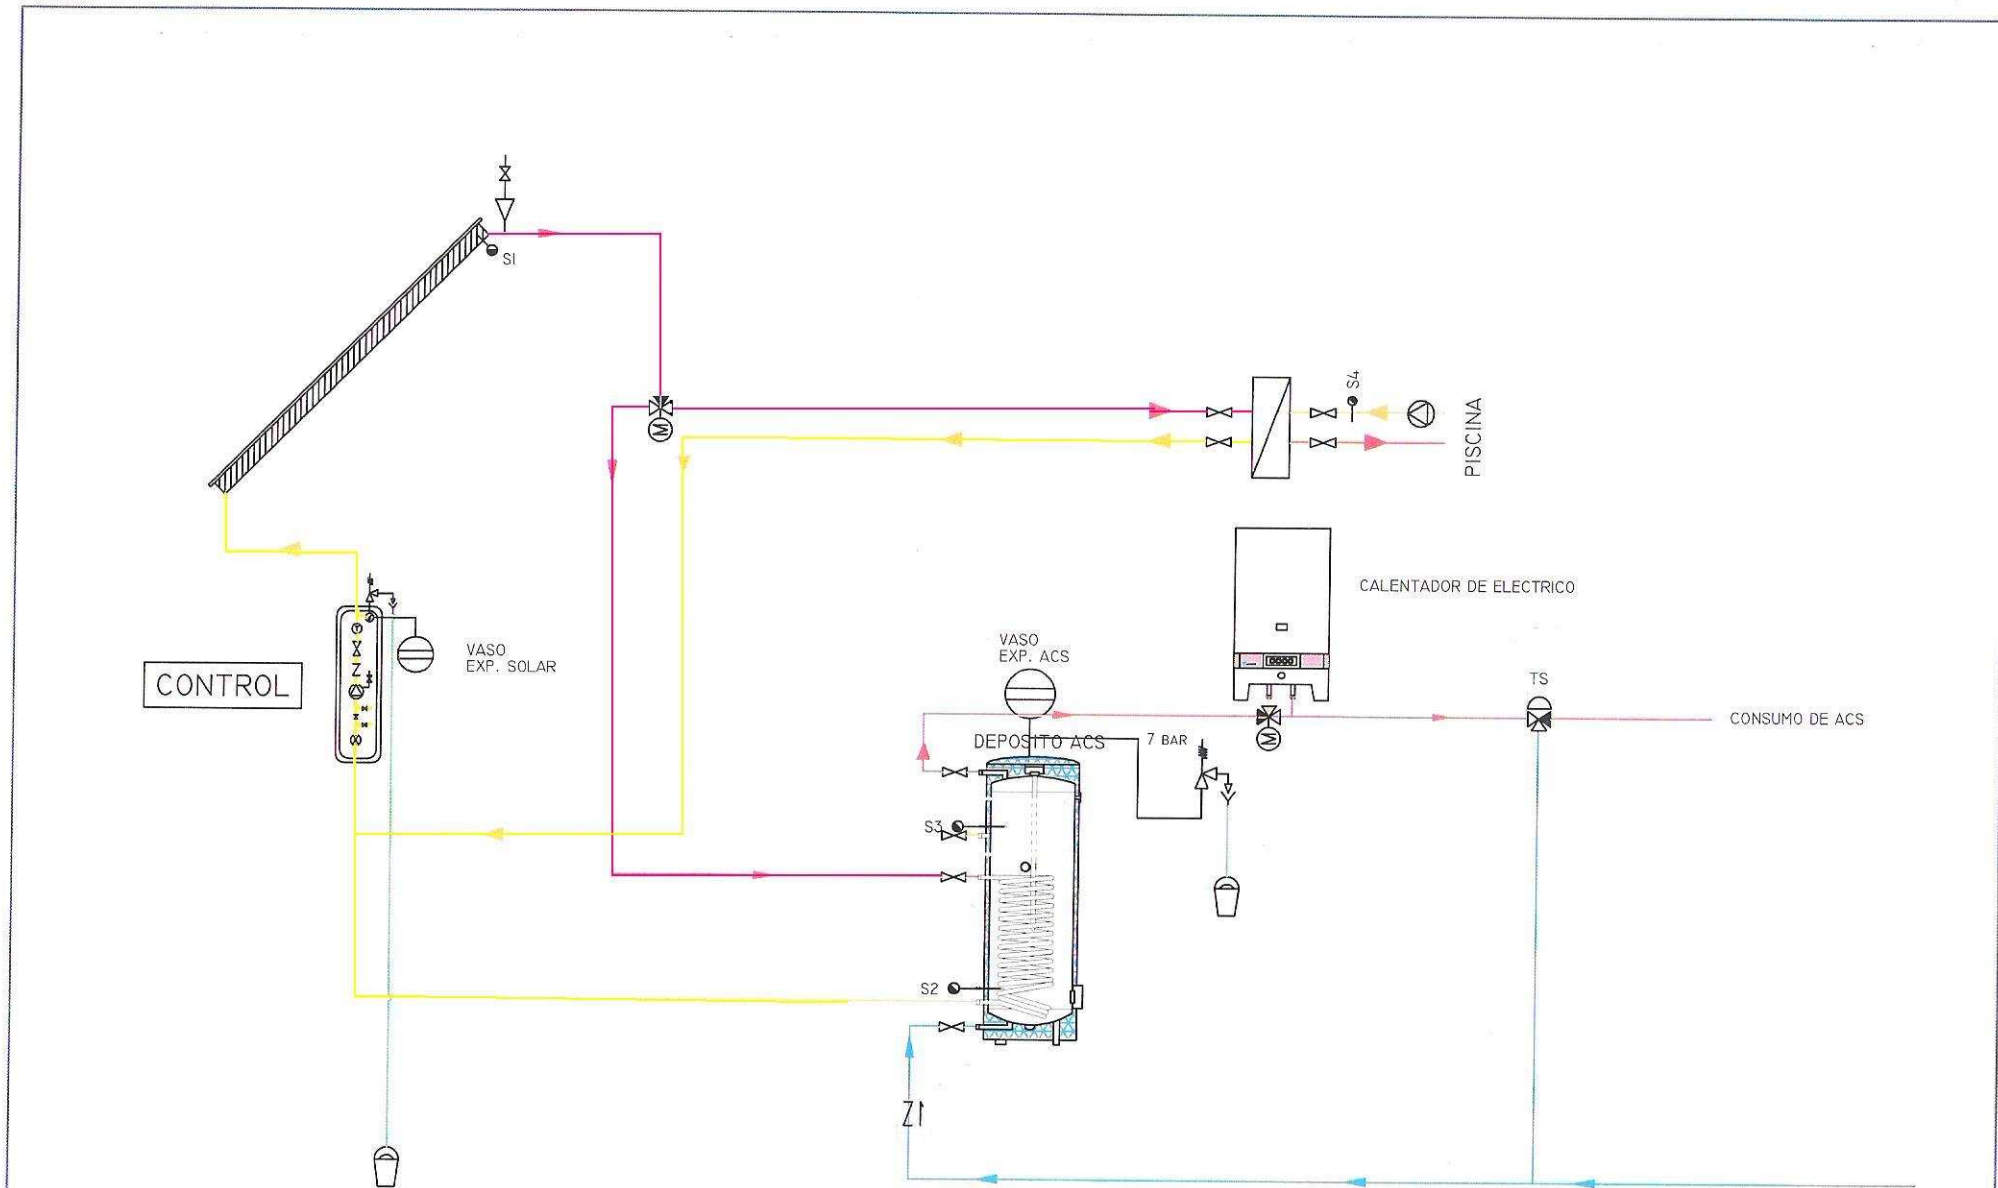 S1
S4
PISCINA
CALENTADOR DE ELECTRICO
VASO
EXP. SOLAR
CONTROL
VASO
EXP. ACS
TS
M
M
CONSUMO DE ACS
DEPOSITO ACS
7 BAR
S3
S2